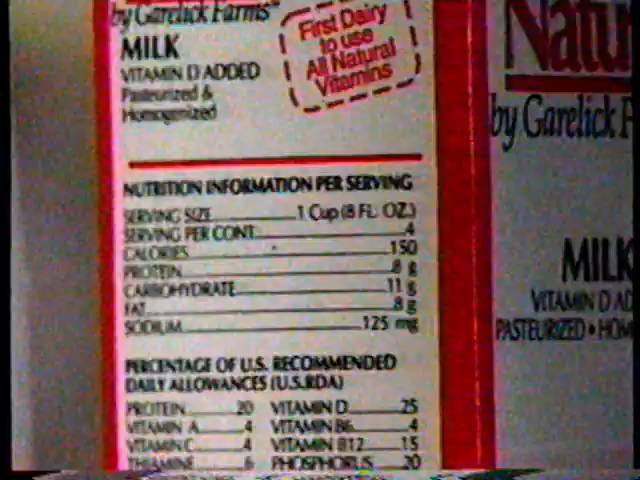 by Garelick Farms®
MILK
VITAMIN D ADDED
Pasteurized &
Homogenized
First Dairy
to use
All Natural
Vitamins
NUTRITION INFORMATION PER SERVING
SERVING SIZE 1 Cup (8 FL. OZ.)
SERVING PER CONT. 4
CALORIES 150
PROTEIN 8 g
CARBOHYDRATE 11 g
FAT 8 g
SODIUM 125 mg
PERCENTAGE OF U.S. RECOMMENDED
DAILY ALLOWANCES (U.S.RDA)
PROTEIN 20 VITAMIN D 25
VITAMIN A 4 VITAMIN B6 4
VITAMIN C 4 VITAMIN B12 15
THIAMINE 6 PHOSPHORUS 20
Natu
by Garelick F
MILK
VITAMIN D AD
PASTEURIZED • HOM